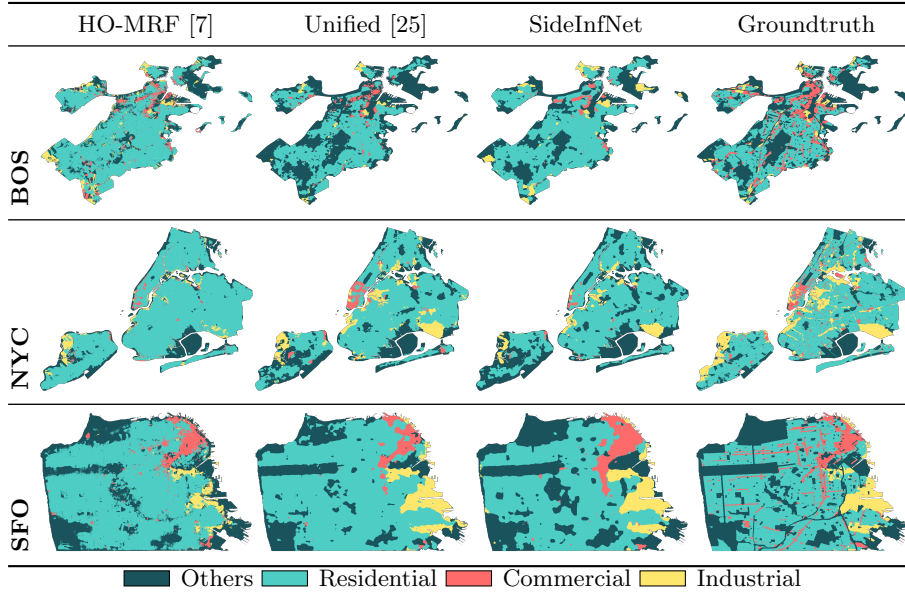 HO-MRF [7] Unified [25] SideInfNet Groundtruth
BOS
NYC
SFO
Others Residential Commercial Industrial